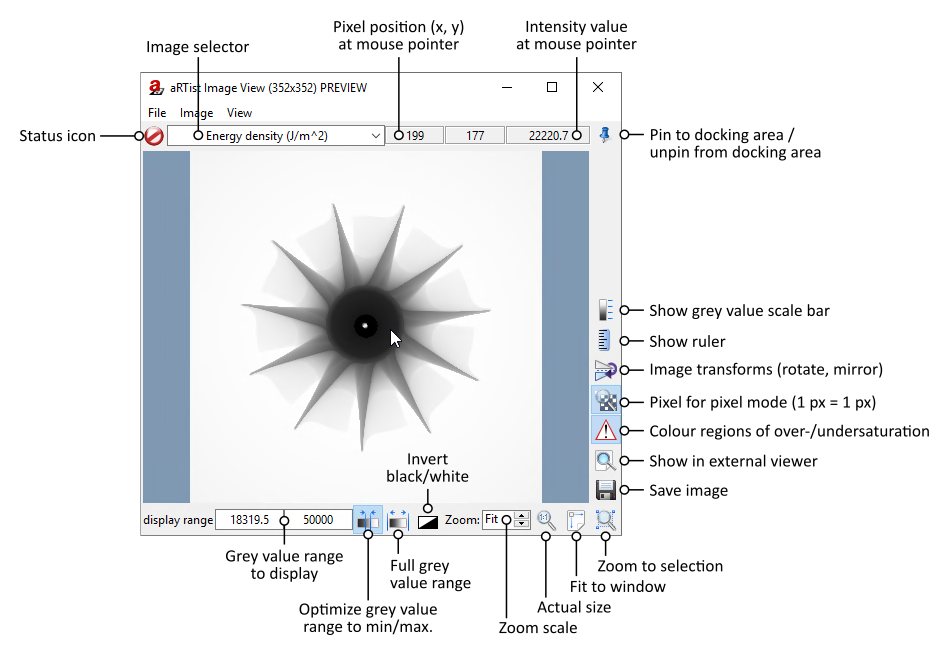 Pixel position (x, y)
at mouse pointer
Intensity value
at mouse pointer
Image selector
aRTist Image View (352x352) PREVIEW
File Image View
Status icon
Energy density (J/m^2)
199
177
22220.7
Pin to docking area /
unpin from docking area
Show grey value scale bar
Show ruler
Image transforms (rotate, mirror)
Pixel for pixel mode (1 px = 1 px)
Colour regions of over-/undersaturation
Show in external viewer
Save image
Invert
black/white
display range
18319.5
50000
Zoom:
Fit
1:1
Grey value range
to display
Full grey
value range
Optimize grey value
range to min/max.
Zoom to selection
Fit to window
Actual size
Zoom scale